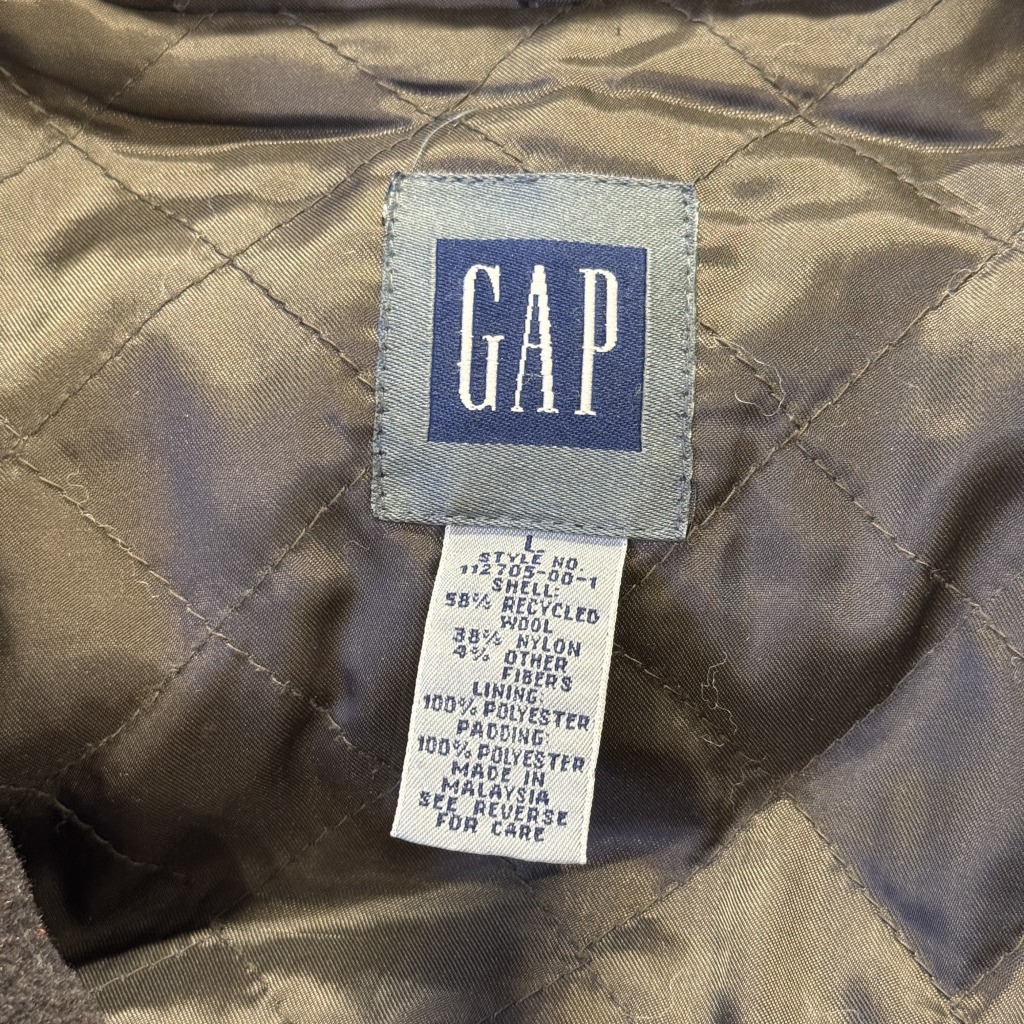 GAP
L
STYLE NO.
112705-00-1
SHELL:
58% RECYCLED
WOOL
38% NYLON
4% OTHER
FIBERS
LINING:
100% POLYESTER
PADDING:
100% POLYESTER
MADE IN
MALAYSIA
SEE REVERSE
FOR CARE